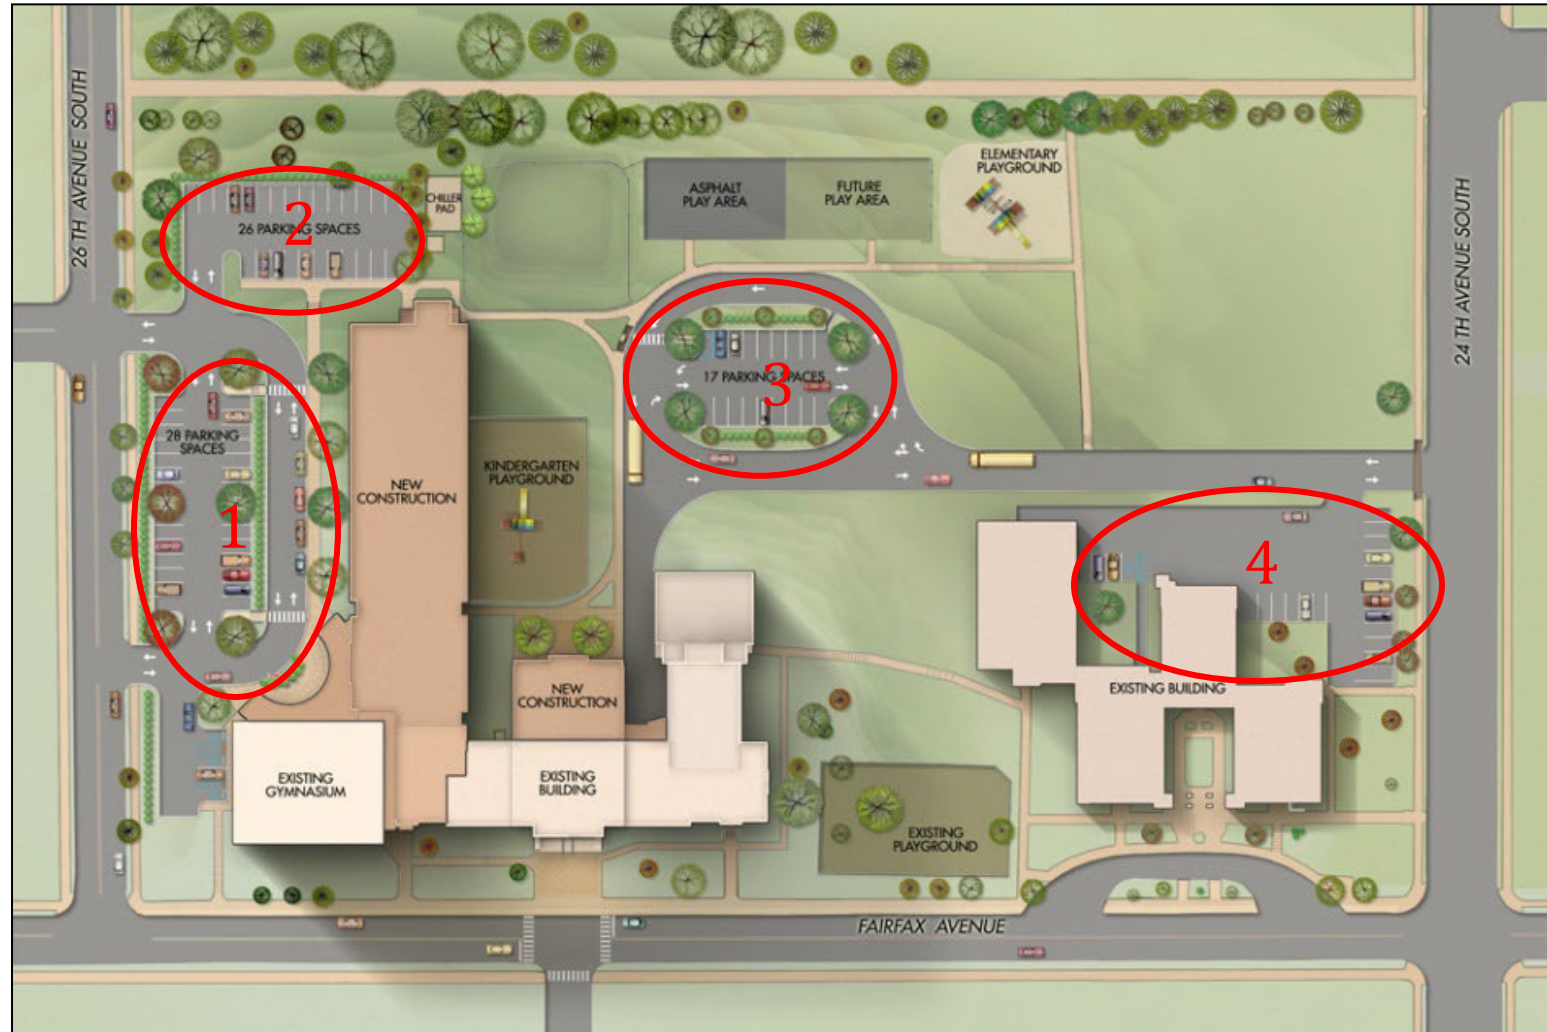 26 TH AVENUE SOUTH
24 TH AVENUE SOUTH
ELEMENTARY
PLAYGROUND
ASPHALT
PLAY AREA
FUTURE
PLAY AREA
CHILLER
PAD
26 PARKING SPACES
2
17 PARKING SPACES
3
28 PARKING
SPACES
1
NEW
CONSTRUCTION
KINDERGARTEN
PLAYGROUND
4
NEW
CONSTRUCTION
EXISTING BUILDING
EXISTING
GYMNASIUM
EXISTING
BUILDING
EXISTING
PLAYGROUND
FAIRFAX AVENUE